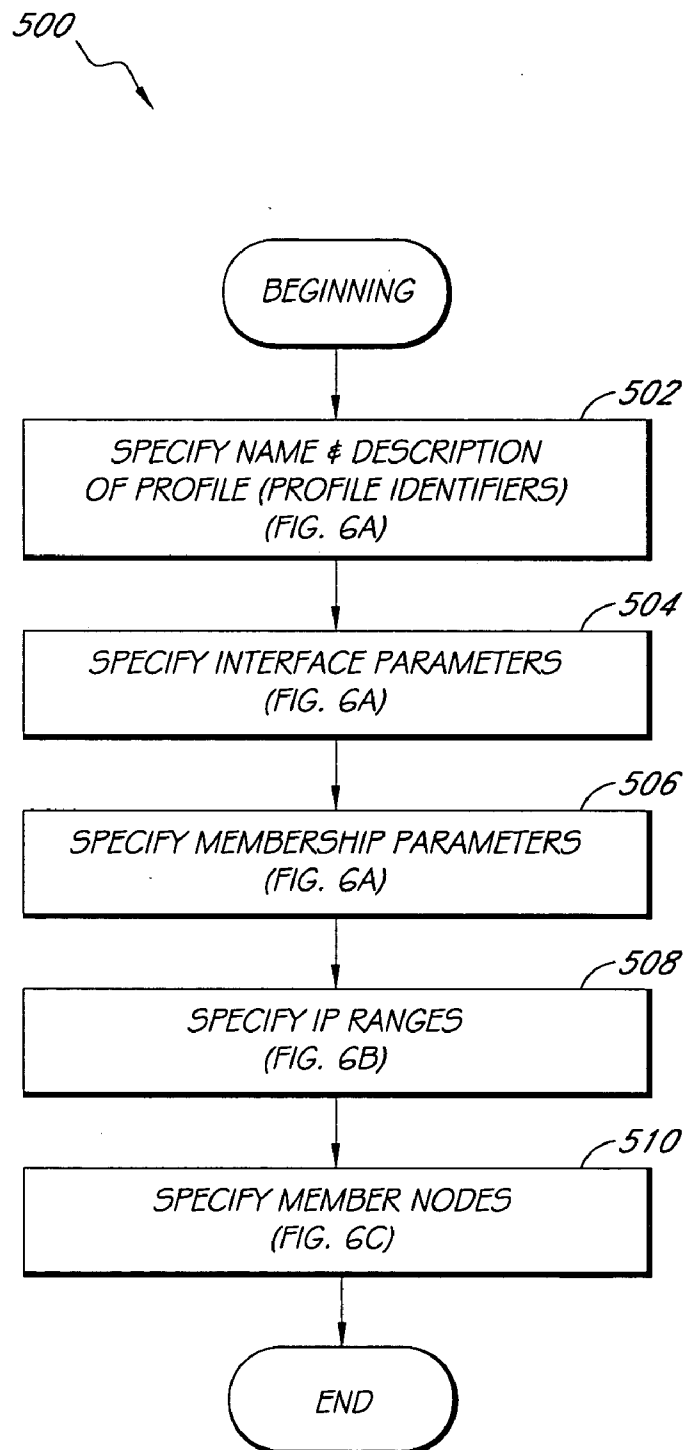 500
BEGINNING
502
SPECIFY NAME & DESCRIPTION
OF PROFILE (PROFILE IDENTIFIERS)
(FIG. 6A)
504
SPECIFY INTERFACE PARAMETERS
(FIG. 6A)
506
SPECIFY MEMBERSHIP PARAMETERS
(FIG. 6A)
508
SPECIFY IP RANGES
(FIG. 6B)
510
SPECIFY MEMBER NODES
(FIG. 6C)
END